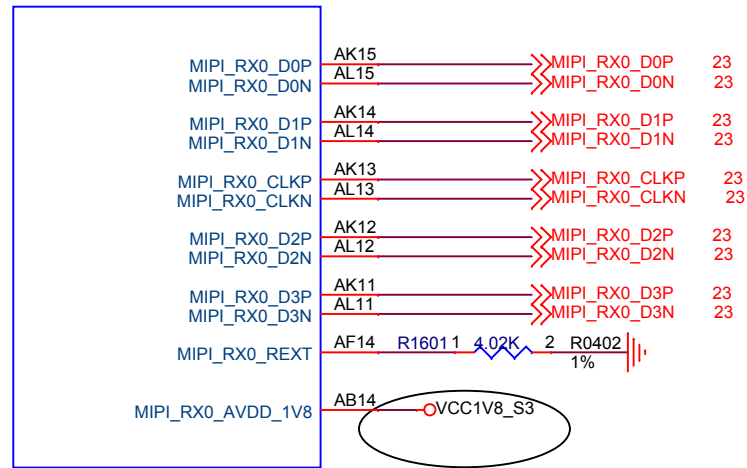 MIPI_RX0_D0P AK15 MIPI_RX0_D0P 23
MIPI_RX0_D0N AL15 MIPI_RX0_D0N 23
MIPI_RX0_D1P AK14 MIPI_RX0_D1P 23
MIPI_RX0_D1N AL14 MIPI_RX0_D1N 23
MIPI_RX0_CLKP AK13 MIPI_RX0_CLKP 23
MIPI_RX0_CLKN AL13 MIPI_RX0_CLKN 23
MIPI_RX0_D2P AK12 MIPI_RX0_D2P 23
MIPI_RX0_D2N AL12 MIPI_RX0_D2N 23
MIPI_RX0_D3P AK11 MIPI_RX0_D3P 23
MIPI_RX0_D3N AL11 MIPI_RX0_D3N 23
MIPI_RX0_REXT AF14 R1601 1 4.02K 2 R0402
1%
MIPI_RX0_AVDD_1V8 AB14 VCC1V8_S3